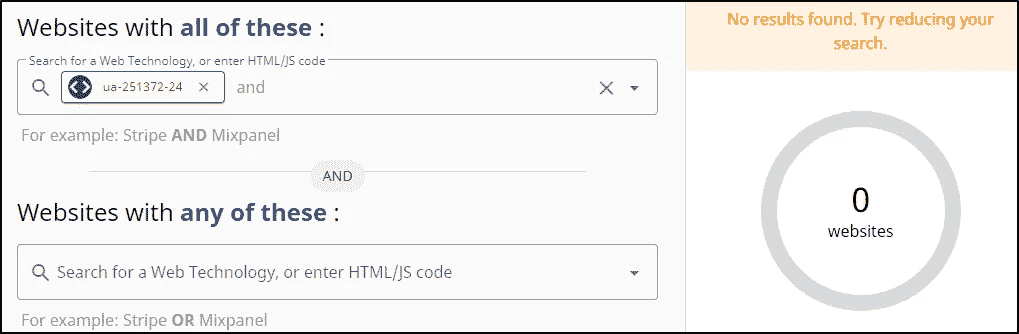 Websites with all of these :
Search for a Web Technology, or enter HTML/JS code
ua-251372-24 × and
For example: Stripe AND Mixpanel
AND
Websites with any of these :
Search for a Web Technology, or enter HTML/JS code
For example: Stripe OR Mixpanel
No results found. Try reducing your
search.
0
websites